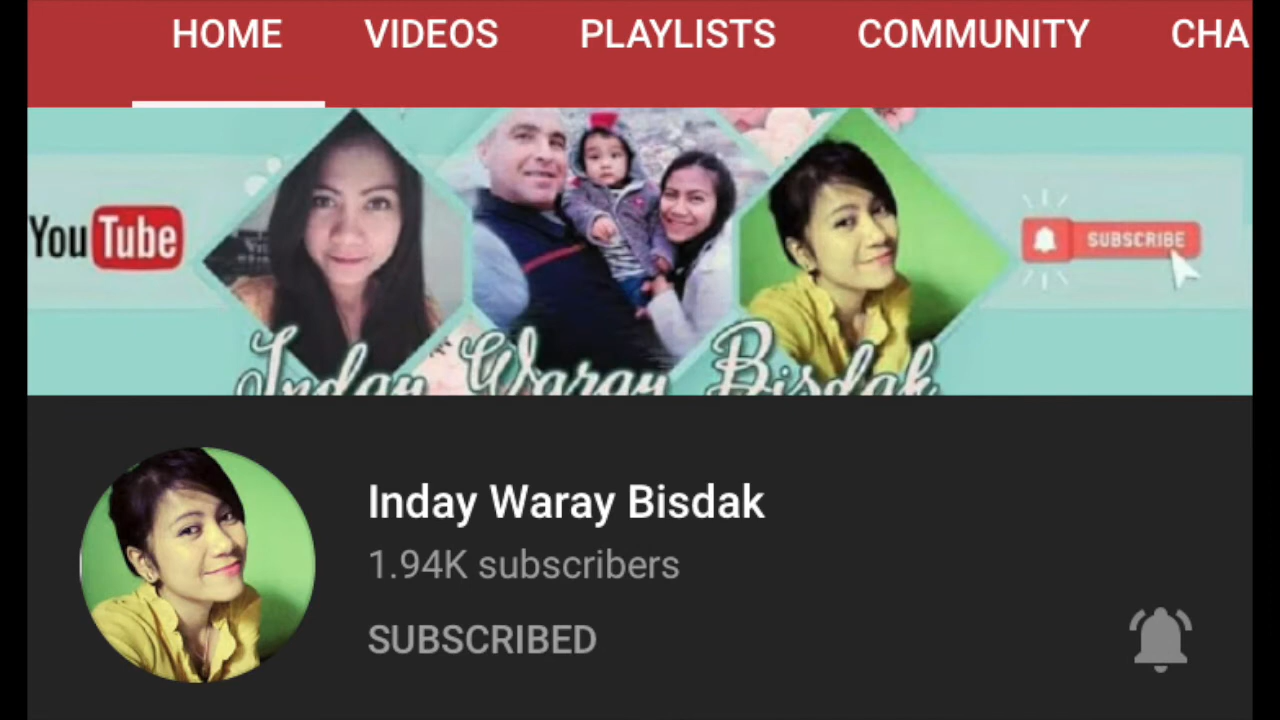 HOME VIDEOS PLAYLISTS COMMUNITY CHA
YouTube
SUBSCRIBE
Inday Waray Bisdak
Inday Waray Bisdak
1.94K subscribers
SUBSCRIBED